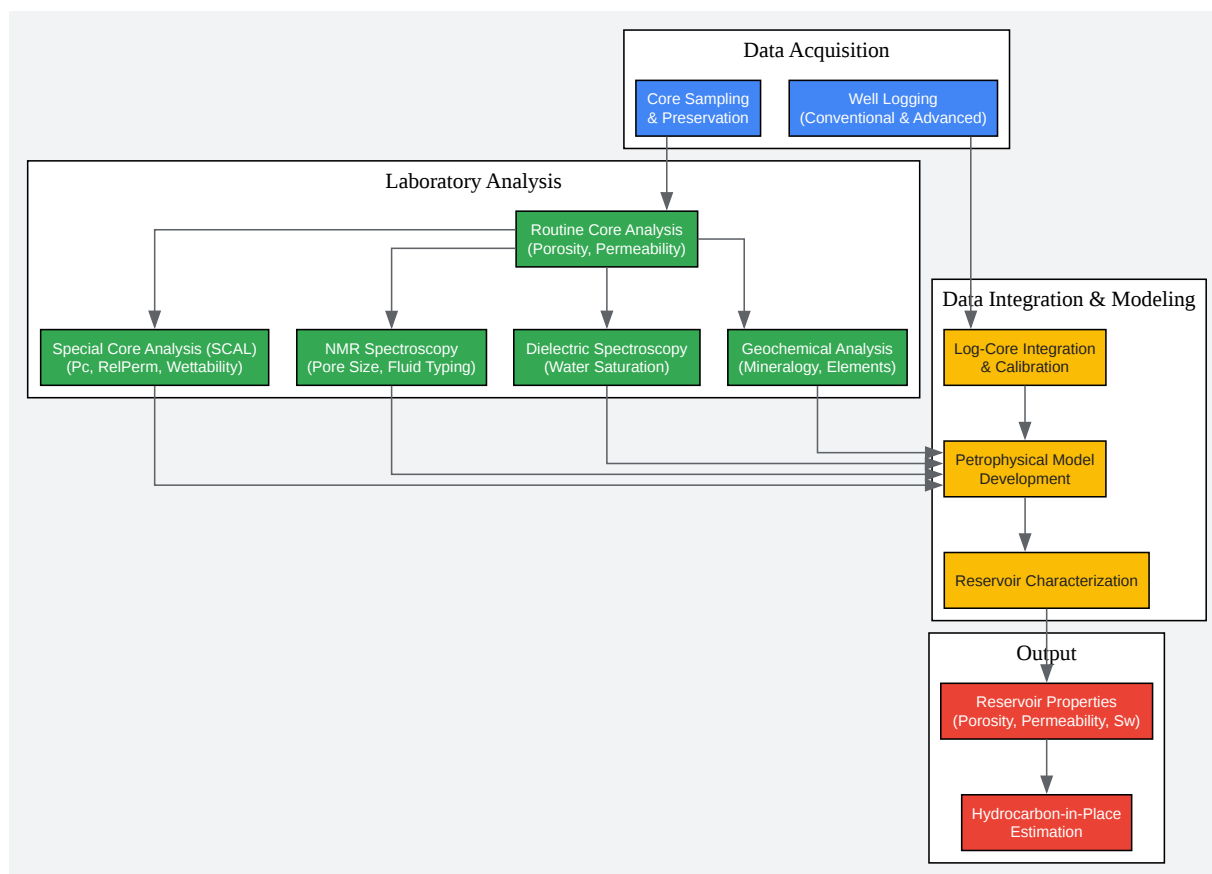 Data Acquisition
Core Sampling
& Preservation
Well Logging
(Conventional & Advanced)
Laboratory Analysis
Routine Core Analysis
(Porosity, Permeability)
Special Core Analysis (SCAL)
(Pc, RelPerm, Wettability)
NMR Spectroscopy
(Pore Size, Fluid Typing)
Dielectric Spectroscopy
(Water Saturation)
Geochemical Analysis
(Mineralogy, Elements)
Data Integration & Modeling
Log-Core Integration
& Calibration
Petrophysical Model
Development
Reservoir Characterization
Output
Reservoir Properties
(Porosity, Permeability, Sw)
Hydrocarbon-in-Place
Estimation